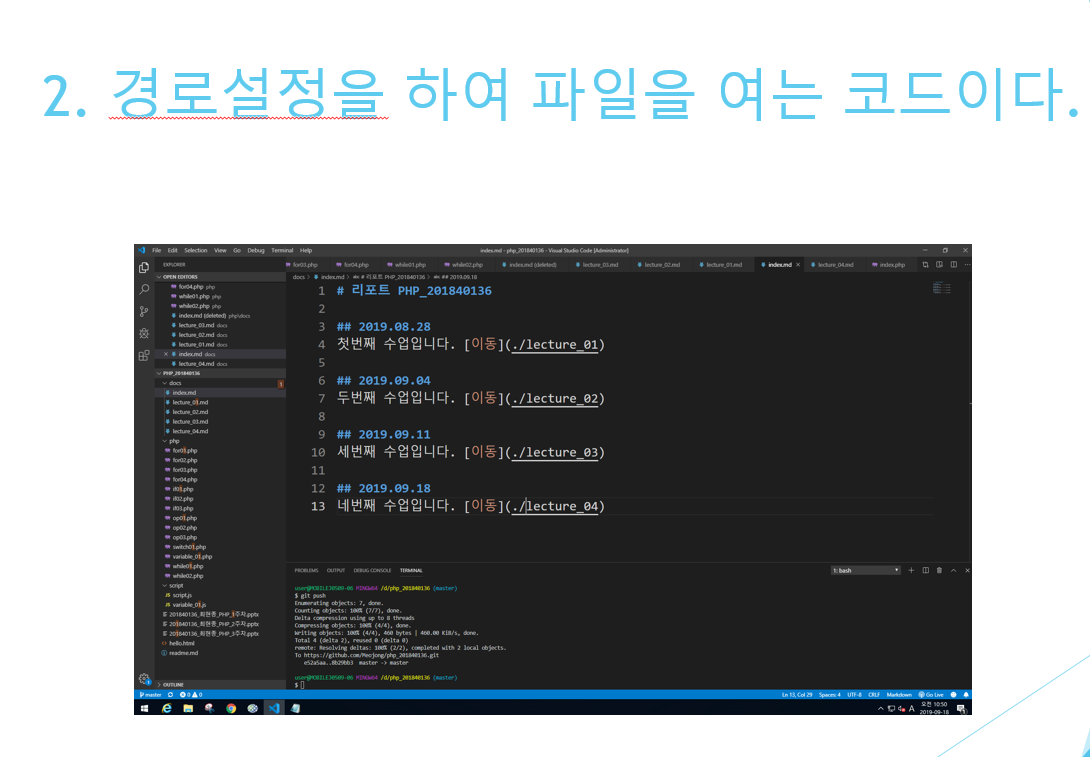 2. 경로설정을 하여 파일을 여는 코드이다.
File Edit Selection View Go Debug Terminal Help
index.md - php_201840136 - Visual Studio Code [Administrator]
EXPLORER
for03.php for04.php while01.php while02.php index.md (deleted) lecture_03.md lecture_02.md lecture_01.md index.md × lecture_04.md index.php
OPEN EDITORS
docs > index.md > # 리포트 PHP_201840136 > ## 2019.09.18
for04.php php
while01.php php
while02.php php
index.md (deleted) php\docs
lecture_03.md docs
lecture_02.md docs
lecture_01.md docs
× index.md docs
lecture_04.md docs
PHP_201840136
docs 1
index.md
lecture_01.md
lecture_02.md
lecture_03.md
lecture_04.md
php
for01.php
for02.php
for03.php
for04.php
if01.php
if02.php
if03.php
op01.php
op02.php
op03.php
switch01.php
variable_01.php
while01.php
while02.php
script
JS script.js
JS variable_01.js
201840136_최현종_PHP_1주차.pptx
201840136_최현종_PHP_2주차.pptx
201840136_최현종_PHP_3주차.pptx
hello.html
readme.md
OUTLINE
1 # 리포트 PHP_201840136
2
3 ## 2019.08.28
4 첫번째 수업입니다. [이동](./lecture_01)
5
6 ## 2019.09.04
7 두번째 수업입니다. [이동](./lecture_02)
8
9 ## 2019.09.11
10 세번째 수업입니다. [이동](./lecture_03)
11
12 ## 2019.09.18
13 네번째 수업입니다. [이동](./lecture_04)
PROBLEMS OUTPUT DEBUG CONSOLE TERMINAL 1: bash
user@MOBILE30509-06 MINGW64 /d/php_201840136 (master)
$ git push
Enumerating objects: 7, done.
Counting objects: 100% (7/7), done.
Delta compression using up to 8 threads
Compressing objects: 100% (4/4), done.
Writing objects: 100% (4/4), 460 bytes | 460.00 KiB/s, done.
Total 4 (delta 2), reused 0 (delta 0)
remote: Resolving deltas: 100% (2/2), completed with 2 local objects.
To https://github.com/Meojong/php_201840136.git
e52a5aa..8b29bb3 master -> master
user@MOBILE30509-06 MINGW64 /d/php_201840136 (master)
$
master 0 0 Ln 13, Col 29 Spaces: 4 UTF-8 CRLF Markdown Go Live
A 오전 10:50
2019-09-18